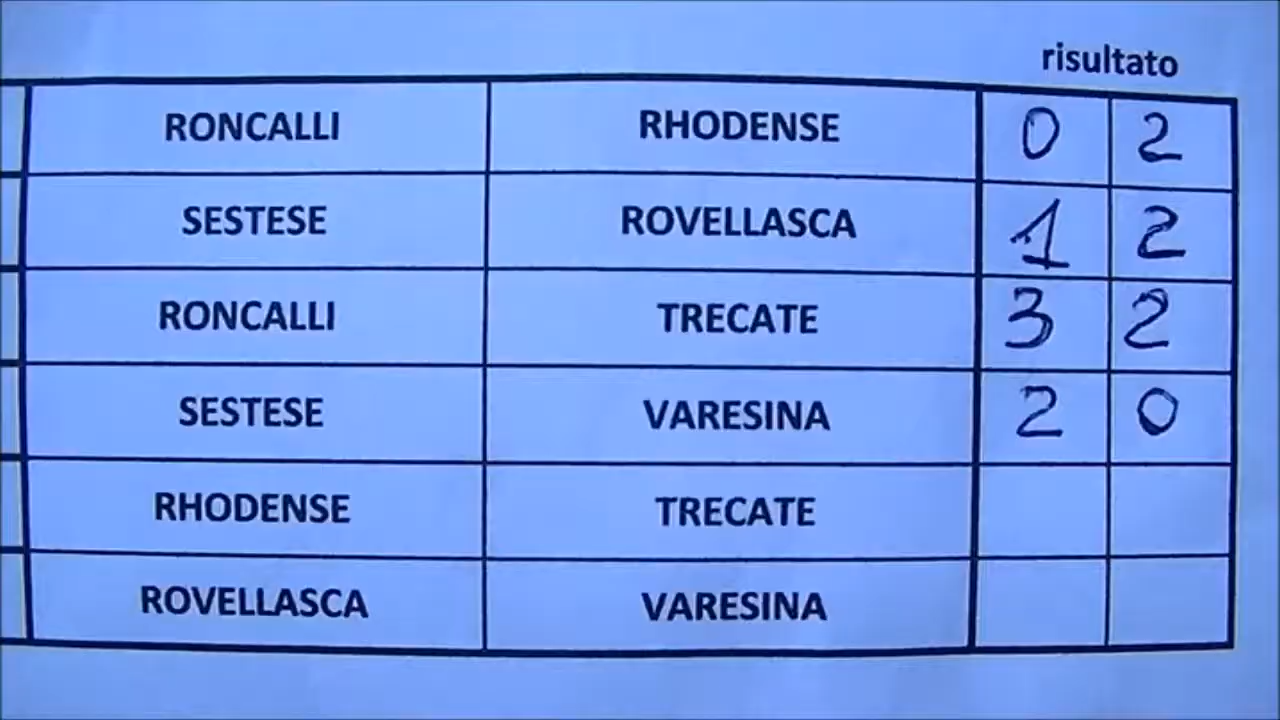 risultato
RONCALLI RHODENSE 0 2
SESTESE ROVELLASCA 1 2
RONCALLI TRECATE 3 2
SESTESE VARESINA 2 0
RHODENSE TRECATE
ROVELLASCA VARESINA